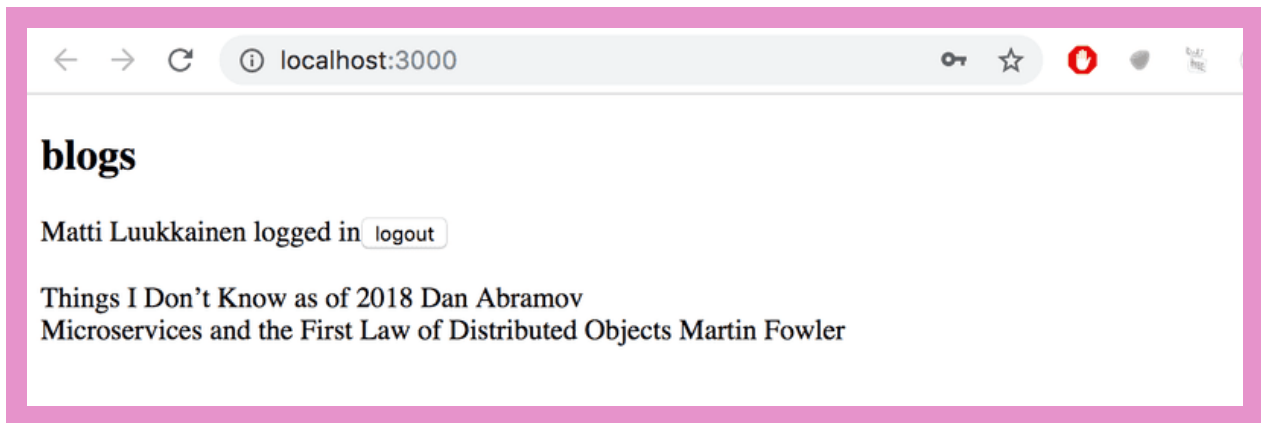 localhost:3000
blogs
Matti Luukkainen logged in logout
Things I Don’t Know as of 2018 Dan Abramov
Microservices and the First Law of Distributed Objects Martin Fowler